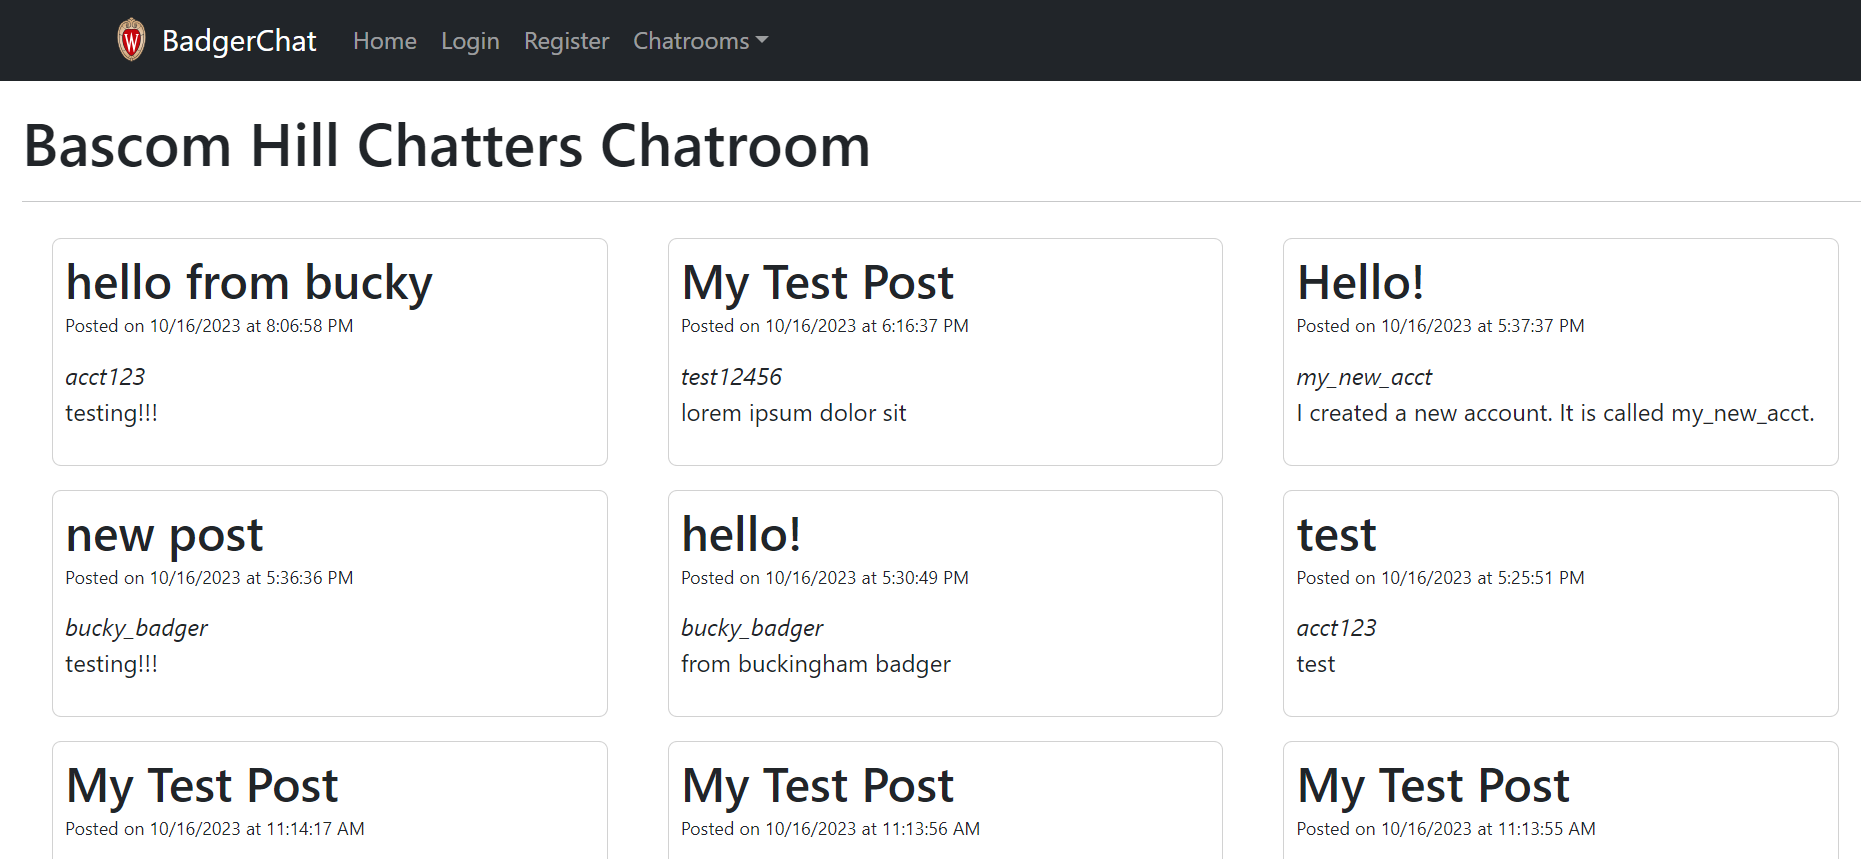 W BadgerChat Home Login Register Chatrooms
Bascom Hill Chatters Chatroom
hello from bucky
Posted on 10/16/2023 at 8:06:58 PM
acct123
testing!!!
My Test Post
Posted on 10/16/2023 at 6:16:37 PM
test12456
lorem ipsum dolor sit
Hello!
Posted on 10/16/2023 at 5:37:37 PM
my_new_acct
I created a new account. It is called my_new_acct.
new post
Posted on 10/16/2023 at 5:36:36 PM
bucky_badger
testing!!!
hello!
Posted on 10/16/2023 at 5:30:49 PM
bucky_badger
from buckingham badger
test
Posted on 10/16/2023 at 5:25:51 PM
acct123
test
My Test Post
Posted on 10/16/2023 at 11:14:17 AM
My Test Post
Posted on 10/16/2023 at 11:13:56 AM
My Test Post
Posted on 10/16/2023 at 11:13:55 AM